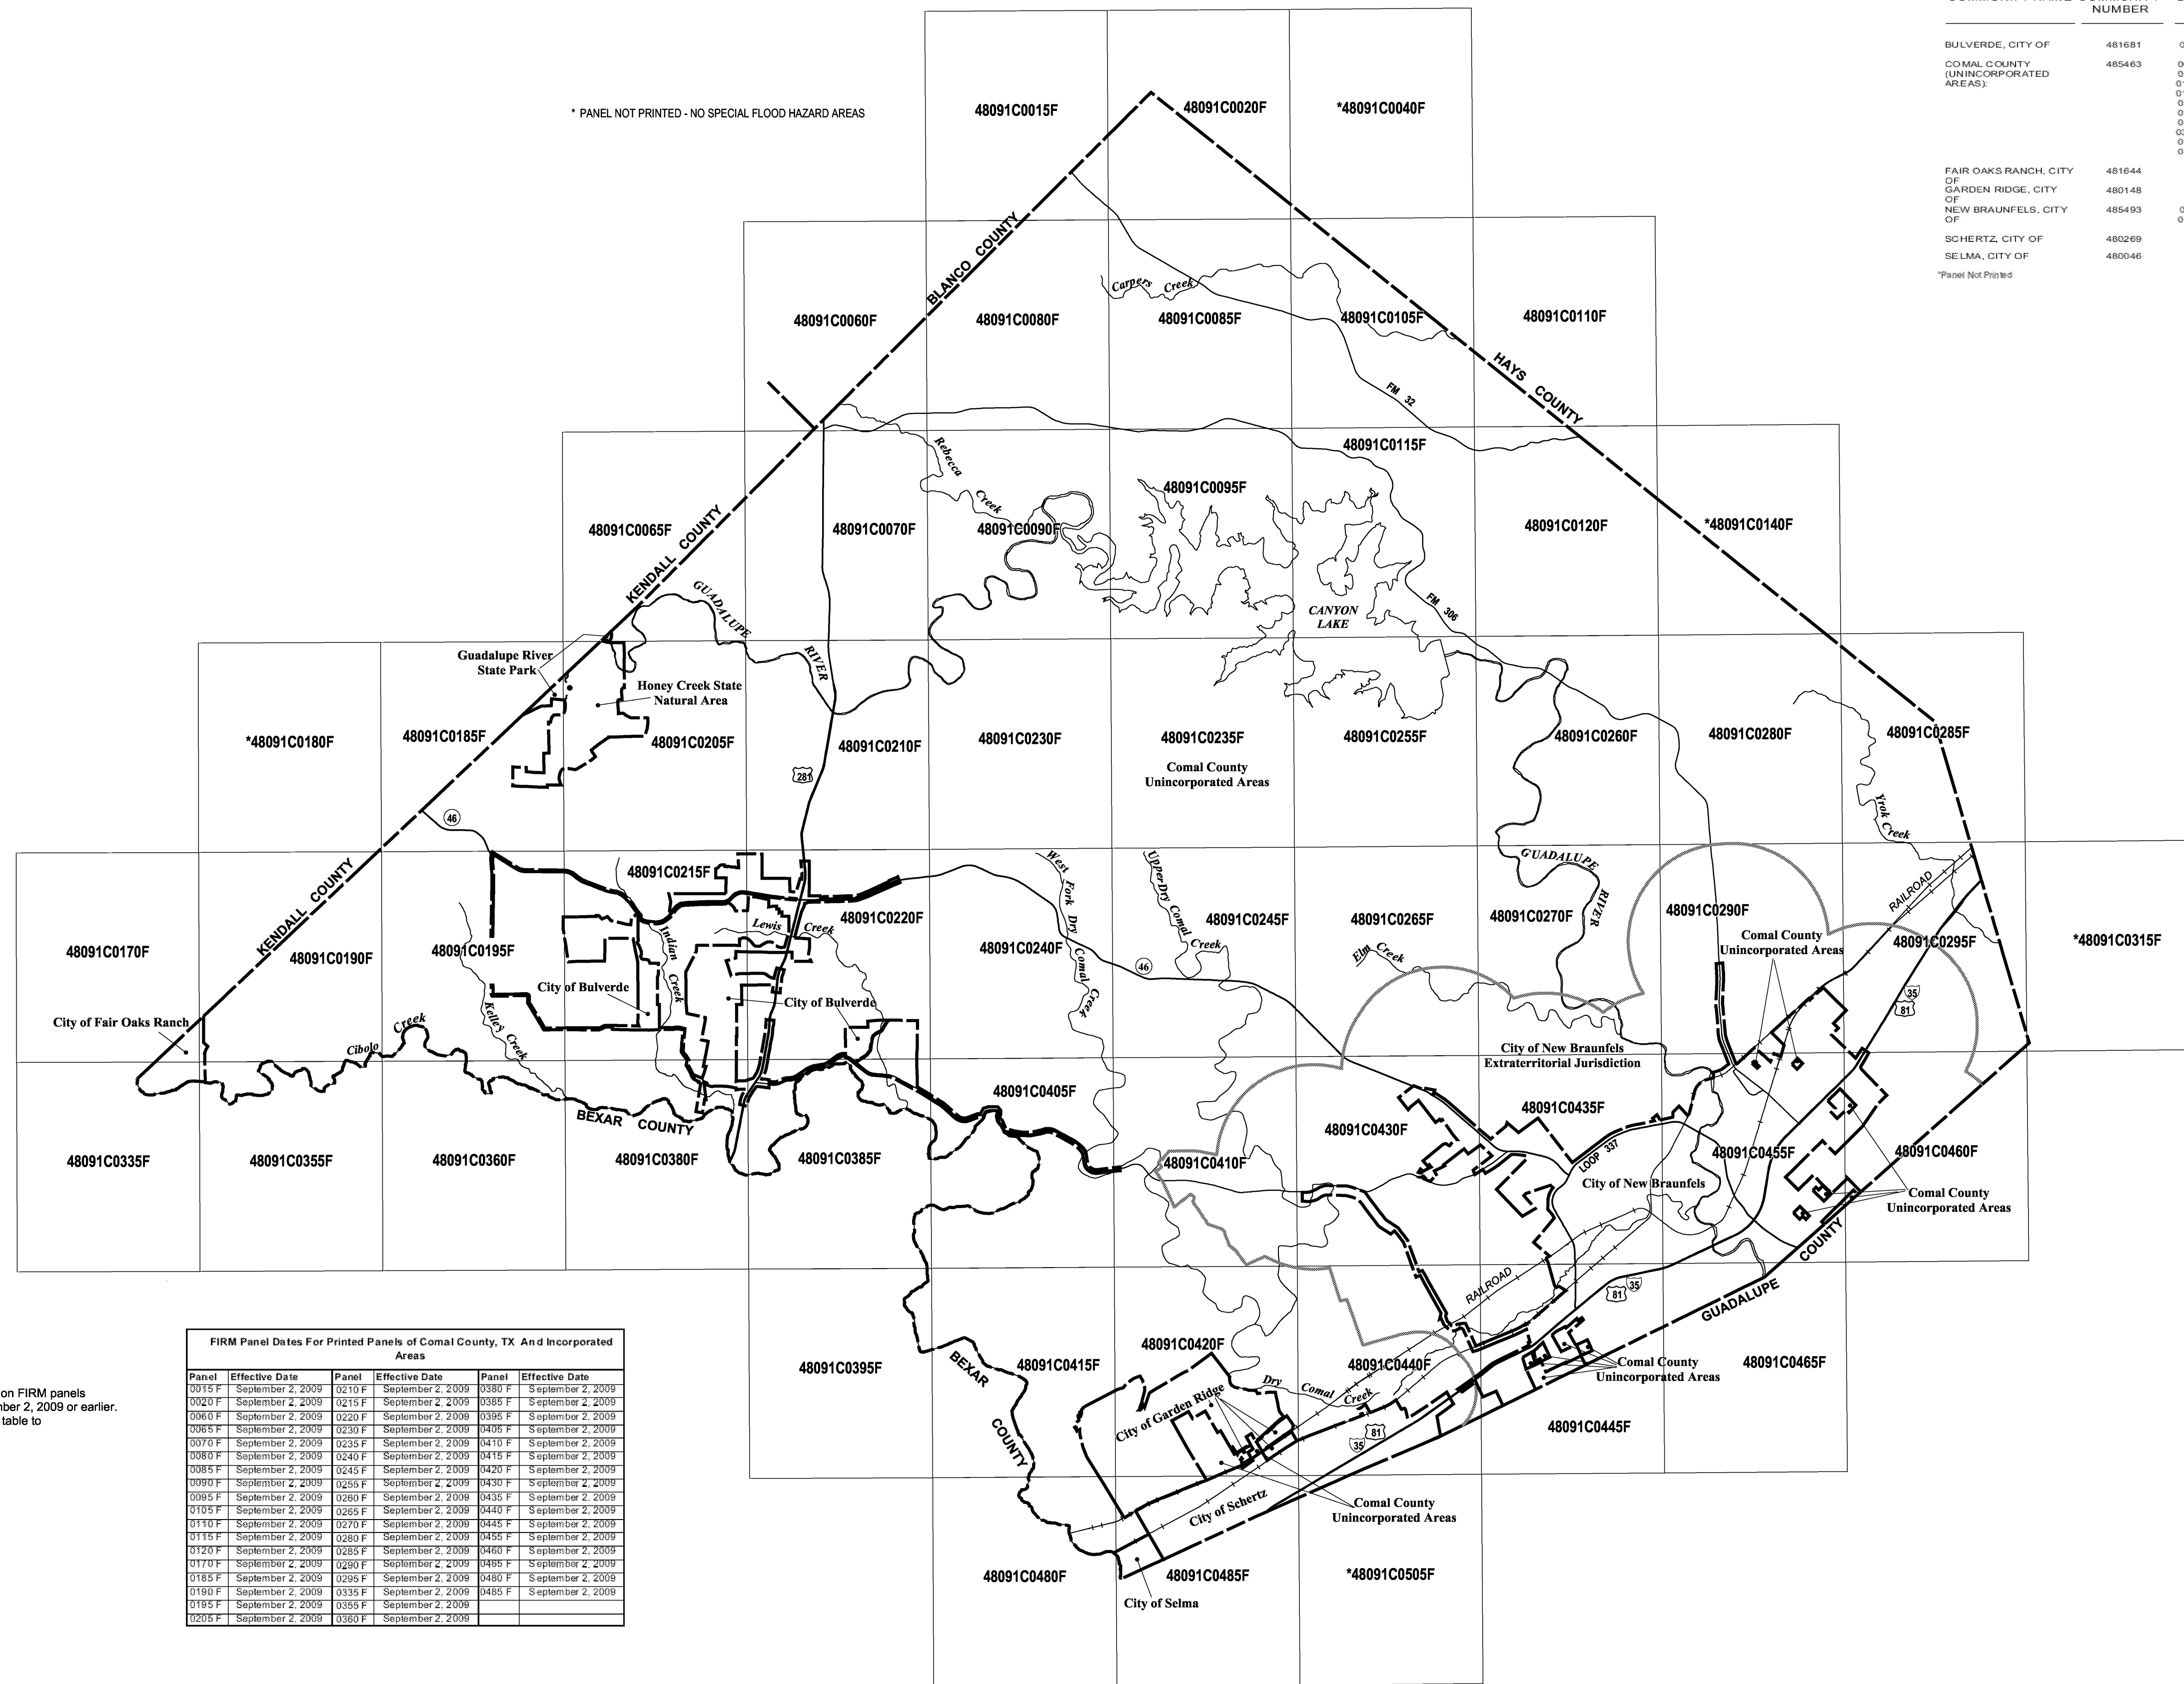 NUMBER
BULVERDE, CITY OF 481681
COMAL COUNTY 485463
(UNINCORPORATED
AREAS):
FAIR OAKS RANCH, CITY 481644
OF
GARDEN RIDGE, CITY 480148
OF
NEW BRAUNFELS, CITY 485493
OF
SCHERTZ, CITY OF 480269
SELMA, CITY OF 480046
*Panel Not Printed
* PANEL NOT PRINTED - NO SPECIAL FLOOD HAZARD AREAS
48091C0015F
48091C0020F
*48091C0040F
BLANCO COUNTY
Carpers Creek
48091C0060F
48091C0080F
48091C0085F
48091C0105F
48091C0110F
HAYS COUNTY
FM 32
Rebecca
Creek
48091C0115F
48091C0095F
48091C0065F
48091C0070F
48091C0090F
48091C0120F
*48091C0140F
KENDALL COUNTY
GUADALUPE
RIVER
CANYON
LAKE
FM 306
Guadalupe River
State Park
Honey Creek State
Natural Area
*48091C0180F
48091C0185F
48091C0205F
48091C0210F
48091C0230F
48091C0235F
48091C0255F
48091C0260F
48091C0280F
48091C0285F
Comal County
Unincorporated Areas
281
46
Yrok Creek
KENDALL COUNTY
48091C0215F
West Fork Dry Comal Creek
Upper Dry Comal
Creek
GUADALUPE
RIVER
RAILROAD
48091C0170F
48091C0190F
48091C0195F
Lewis Creek
Indian Creek
48091C0220F
48091C0240F
48091C0245F
48091C0265F
48091C0270F
48091C0290F
48091C0295F
*48091C0315F
Comal County
Unincorporated Areas
Elm Creek
46
35
81
City of Bulverde
City of Bulverde
Kelley Creek
City of Fair Oaks Ranch
Cibolo Creek
City of New Braunfels
Extraterritorial Jurisdiction
BEXAR COUNTY
48091C0405F
48091C0435F
48091C0430F
48091C0335F
48091C0355F
48091C0360F
48091C0380F
48091C0385F
48091C0410F
48091C0455F
48091C0460F
LOOP 337
City of New Braunfels
Comal County
Unincorporated Areas
COUNTY
GUADALUPE
RAILROAD
81
35
48091C0395F
BEXAR
COUNTY
48091C0415F
48091C0420F
48091C0440F
48091C0465F
Comal County
Unincorporated Areas
Dry Comal Creek
City of Garden Ridge
35
81
48091C0445F
City of Schertz
Comal County
Unincorporated Areas
48091C0480F
48091C0485F
*48091C0505F
City of Selma
on FIRM panels
ber 2, 2009 or earlier.
table to
FIRM Panel Dates For Printed Panels of Comal County, TX And Incorporated
Areas
Panel Effective Date Panel Effective Date Panel Effective Date
0015 F September 2, 2009 0210 F September 2, 2009 0380 F September 2, 2009
0020 F September 2, 2009 0215 F September 2, 2009 0385 F September 2, 2009
0060 F September 2, 2009 0220 F September 2, 2009 0395 F September 2, 2009
0065 F September 2, 2009 0230 F September 2, 2009 0405 F September 2, 2009
0070 F September 2, 2009 0235 F September 2, 2009 0410 F September 2, 2009
0080 F September 2, 2009 0240 F September 2, 2009 0415 F September 2, 2009
0085 F September 2, 2009 0245 F September 2, 2009 0420 F September 2, 2009
0090 F September 2, 2009 0255 F September 2, 2009 0430 F September 2, 2009
0095 F September 2, 2009 0260 F September 2, 2009 0435 F September 2, 2009
0105 F September 2, 2009 0265 F September 2, 2009 0440 F September 2, 2009
0110 F September 2, 2009 0270 F September 2, 2009 0445 F September 2, 2009
0115 F September 2, 2009 0280 F September 2, 2009 0455 F September 2, 2009
0120 F September 2, 2009 0285 F September 2, 2009 0460 F September 2, 2009
0170 F September 2, 2009 0290 F September 2, 2009 0465 F September 2, 2009
0185 F September 2, 2009 0295 F September 2, 2009 0480 F September 2, 2009
0190 F September 2, 2009 0335 F September 2, 2009 0485 F September 2, 2009
0195 F September 2, 2009 0355 F September 2, 2009
0205 F September 2, 2009 0360 F September 2, 2009